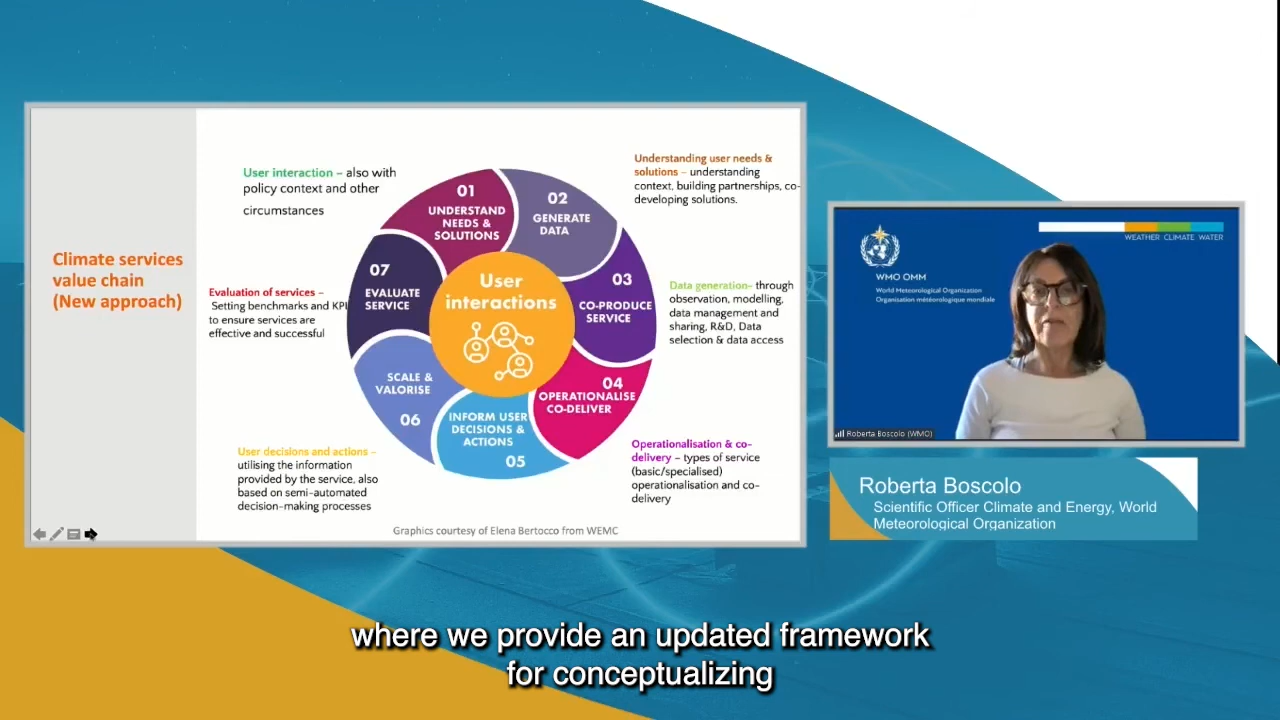 Climate services
value chain
(New approach)
User interaction – also with
policy context and other
circumstances
Understanding user needs &
solutions – understanding
context, building partnerships, co-
developing solutions.
Evaluation of services –
Setting benchmarks and KPI
to ensure services are
effective and successful
Data generation– through
observation, modelling,
data management and
sharing, R&D, Data
selection & data access
User decisions and actions –
utilising the information
provided by the service, also
based on semi-automated
decision-making processes
Operationalisation & co-
delivery – types of service
(basic/specialised)
operationalisation and co-
delivery
01
UNDERSTAND
NEEDS &
SOLUTIONS
02
GENERATE
DATA
03
CO-PRODUCE
SERVICE
04
OPERATIONALISE
CO-DELIVER
INFORM USER
DECISIONS &
ACTIONS
05
SCALE &
VALORISE
06
07
EVALUATE
SERVICE
User
interactions
Graphics courtesy of Elena Bertocco from WEMC
WMO OMM
World Meteorological Organization
Organisation météorologique mondiale
WEATHER CLIMATE WATER
Roberta Boscolo (WMO)
Roberta Boscolo
Scientific Officer Climate and Energy, World
Meteorological Organization
where we provide an updated framework
for conceptualizing